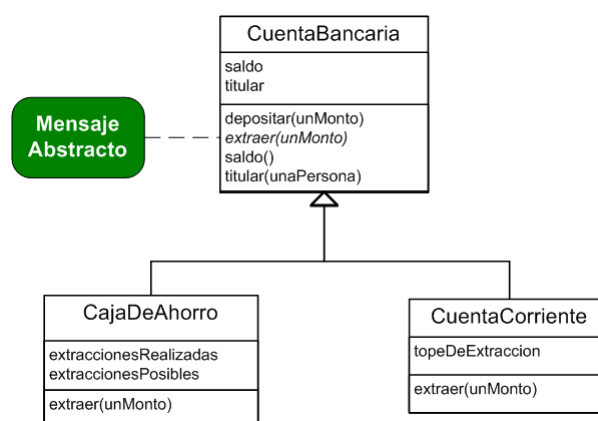 CuentaBancaria
saldo
titular
depositar(unMonto)
extraer(unMonto)
saldo()
titular(unaPersona)
Mensaje
Abstracto
CajaDeAhorro
extraccionesRealizadas
extraccionesPosibles
extraer(unMonto)
CuentaCorriente
topeDeExtraccion
extraer(unMonto)